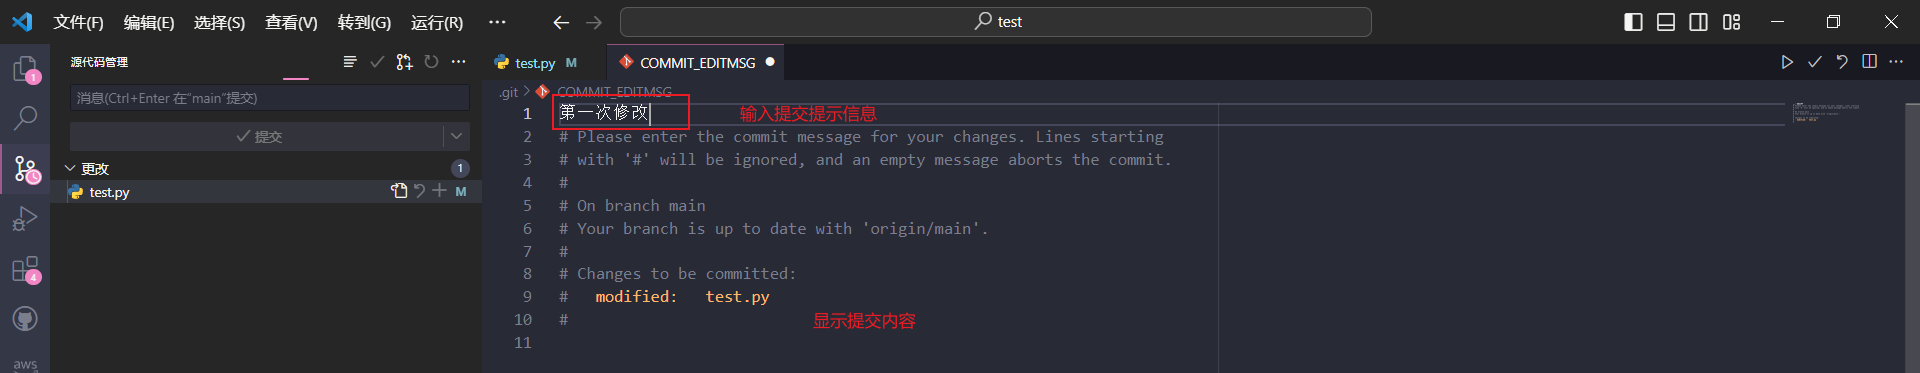 文件(F) 编辑(E) 选择(S) 查看(V) 转到(G) 运行(R) ··· test
源代码管理
test.py M COMMIT_EDITMSG
消息(Ctrl+Enter 在"main"提交)
提交
更改 1
test.py M
1
4
aws
.git > COMMIT_EDITMSG
1 第一次修改 输入提交提示信息
2 # Please enter the commit message for your changes. Lines starting
3 # with '#' will be ignored, and an empty message aborts the commit.
4 #
5 # On branch main
6 # Your branch is up to date with 'origin/main'.
7 #
8 # Changes to be committed:
9 # modified: test.py
10 # 显示提交内容
11